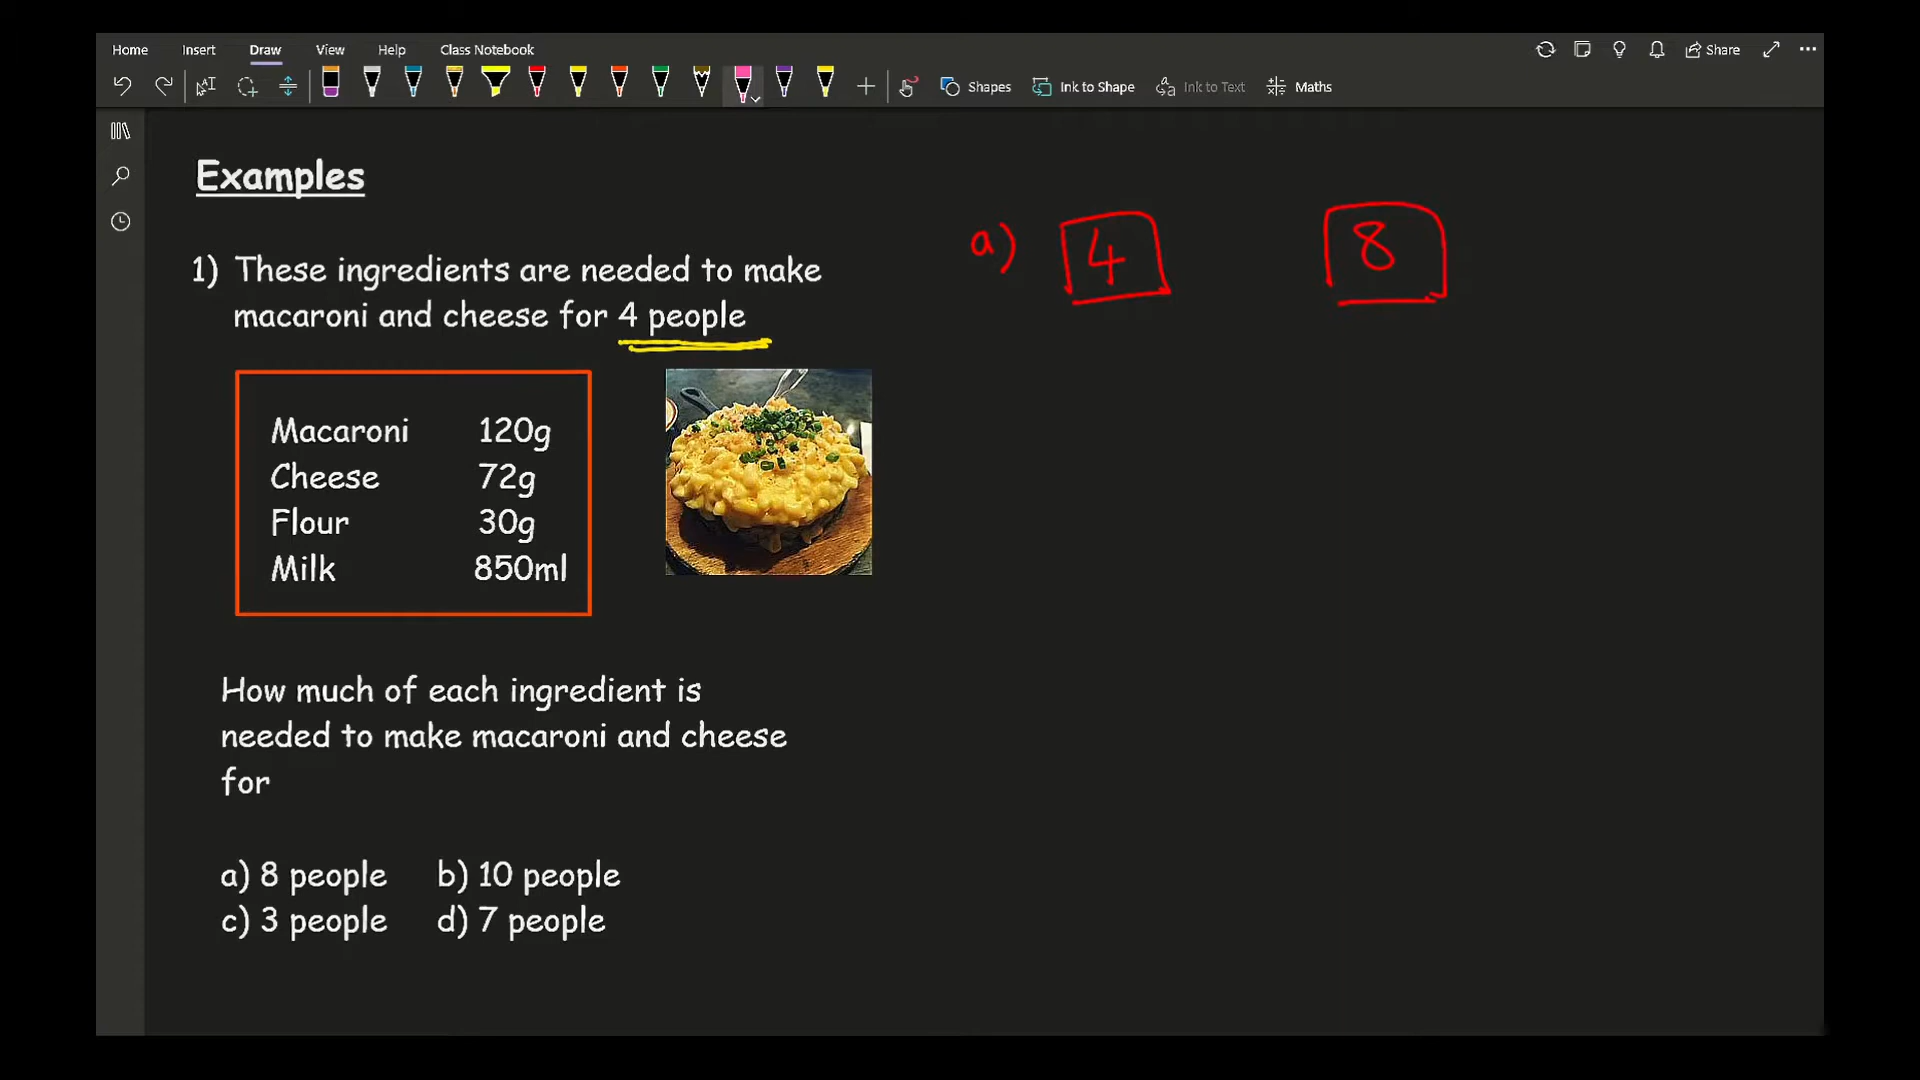 Home Insert Draw View Help Class Notebook Share
Shapes Ink to Shape Ink to Text Maths
Examples
1) These ingredients are needed to make
macaroni and cheese for 4 people
Macaroni 120g
Cheese 72g
Flour 30g
Milk 850ml
How much of each ingredient is
needed to make macaroni and cheese
for
a) 8 people b) 10 people
c) 3 people d) 7 people
a) 4 8